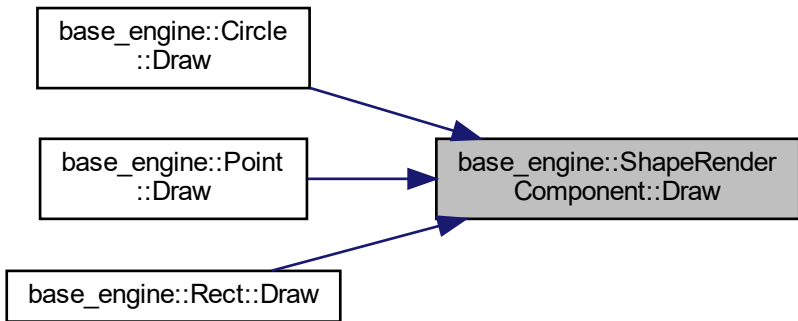 base_engine::Circle
::Draw
base_engine::Point
::Draw
base_engine::ShapeRender
Component::Draw
base_engine::Rect::Draw